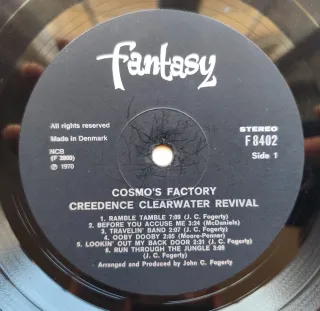 fantasy
All rights reserved
Made in Denmark
NCB
(F 3900)
℗ 1970
STEREO
F 8402
Side 1
COSMO'S FACTORY
CREEDENCE CLEARWATER REVIVAL
1. RAMBLE TAMBLE 7:09 (J. C. Fogerty)
2. BEFORE YOU ACCUSE ME 3:24 (McDaniels)
3. TRAVELIN' BAND 2:07 (J. C. Fogerty)
4. OOBY DOOBY 2:05 (Moore-Penner)
5. LOOKIN' OUT MY BACK DOOR 2:31 (J. C. Fogerty)
6. RUN THROUGH THE JUNGLE 3:09
(J. C. Fogerty)
Arranged and Produced by John C. Fogerty